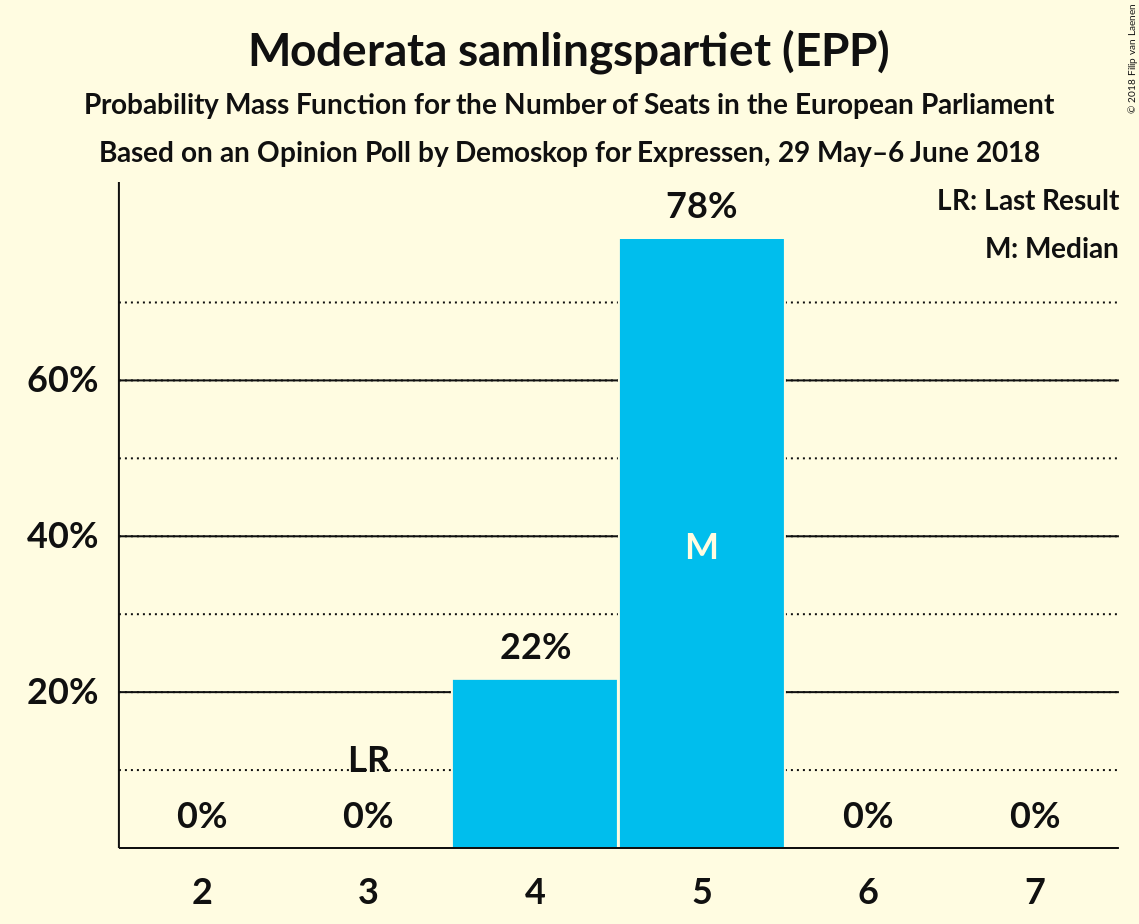 Moderata samlingspartiet (EPP)
Probability Mass Function for the Number of Seats in the European Parliament
Based on an Opinion Poll by Demoskop for Expressen, 29 May–6 June 2018
© 2018 Filip van Laenen
LR: Last Result
M: Median
78%
60%
40%
M
22%
20%
LR
0% 0% 0% 0%
2 3 4 5 6 7